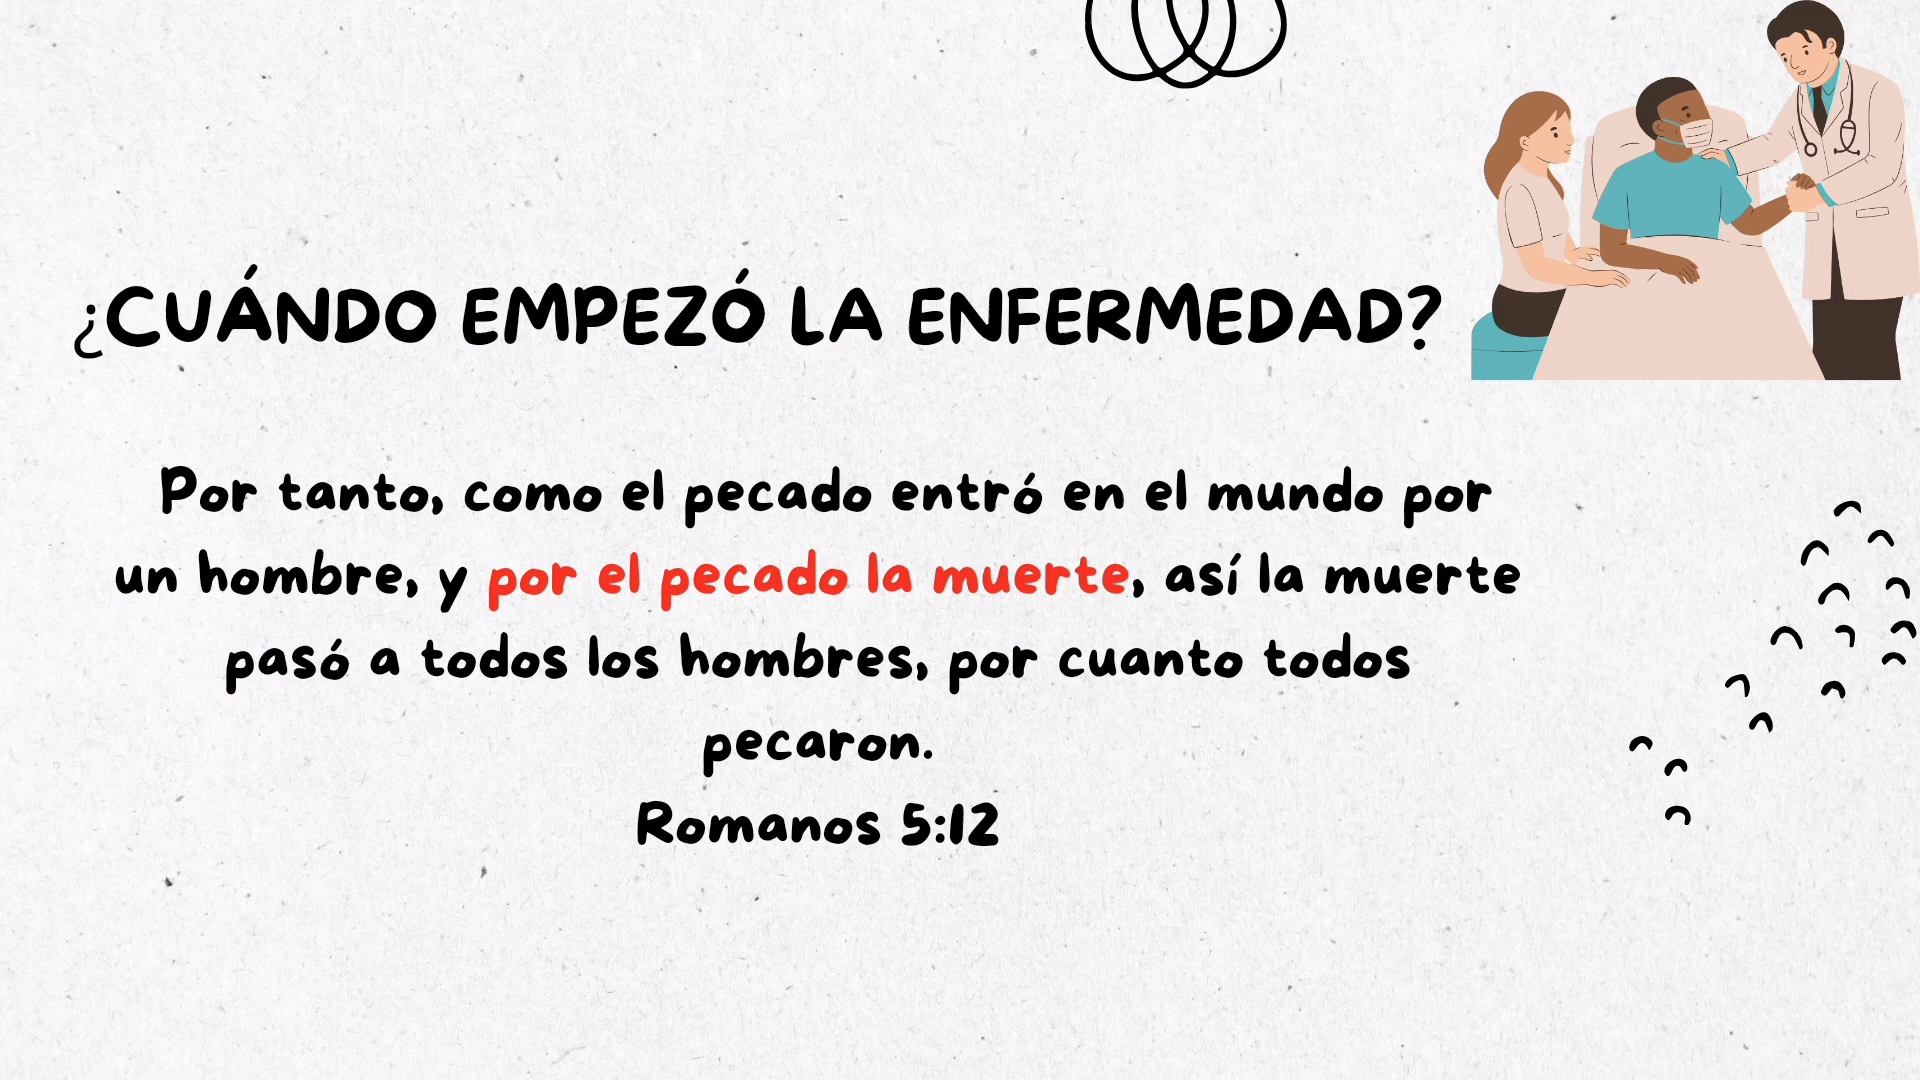 ¿CUÁNDO EMPEZÓ LA ENFERMEDAD?
Por tanto, como el pecado entró en el mundo por
un hombre, y por el pecado la muerte, así la muerte
pasó a todos los hombres, por cuanto todos
pecaron.
Romanos 5:12